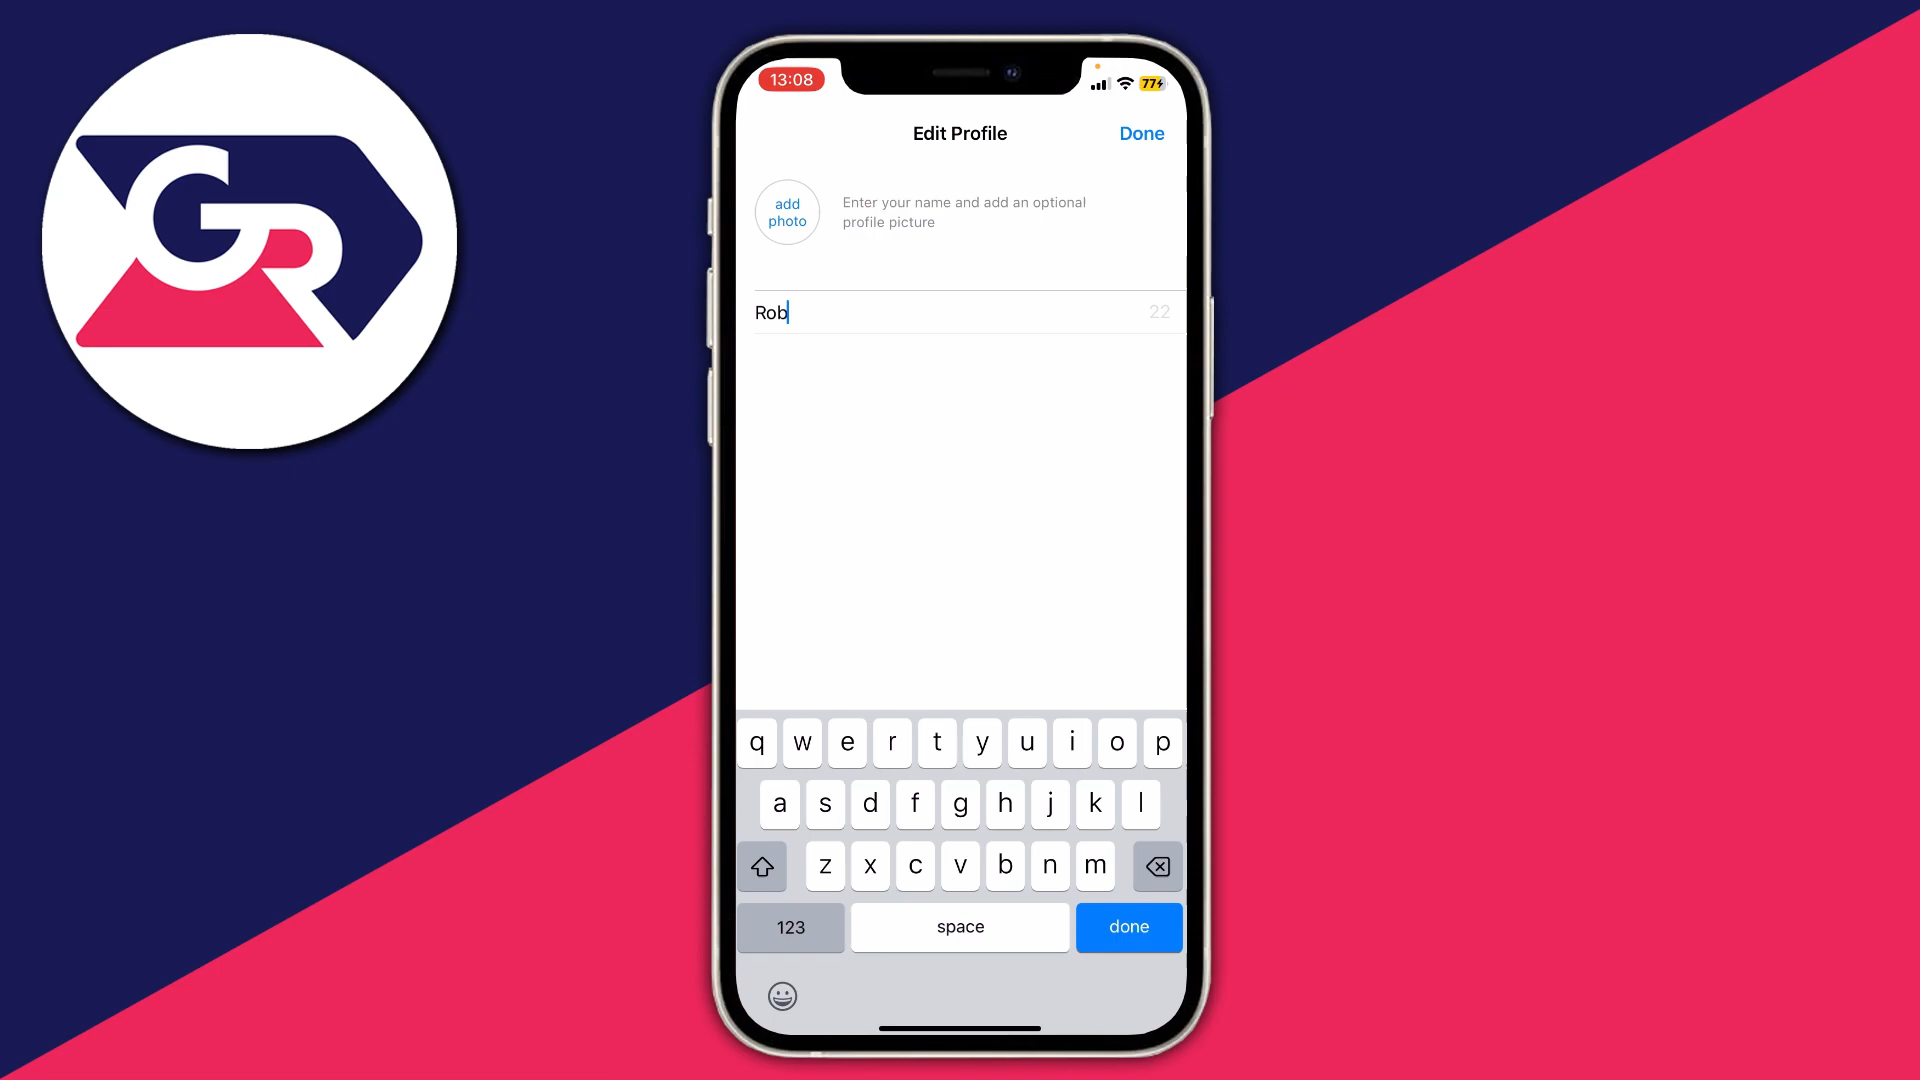 GR
13:08
77
Edit Profile
Done
add
photo
Enter your name and add an optional
profile picture
Rob
22
q w e r t y u i o p
a s d f g h j k l
z x c v b n m
123
space
done